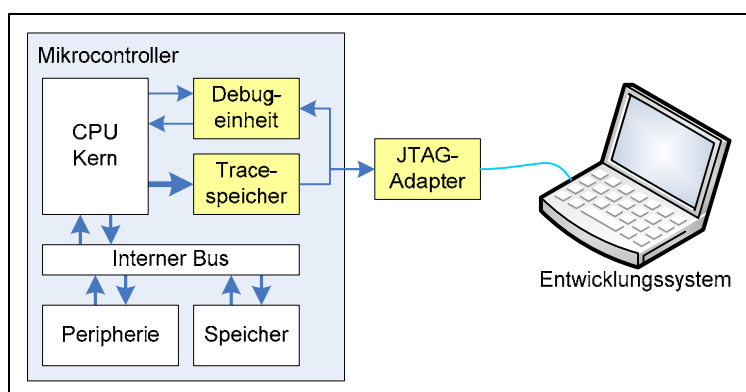 Mikrocontroller
CPU
Kern
Debug-
einheit
Trace-
speicher
JTAG-
Adapter
Interner Bus
Peripherie
Speicher
Entwicklungssystem